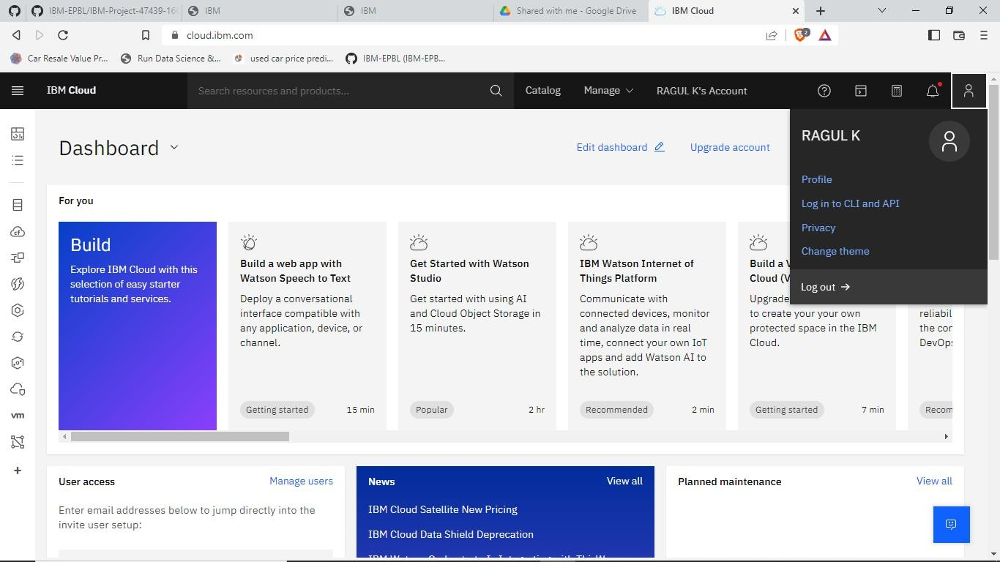 IBM-EPBL/IBM-Project-47439-16
IBM
IBM
Shared with me - Google Drive
IBM Cloud
cloud.ibm.com
2
Car Resale Value Pr...
Run Data Science &...
used car price predi...
IBM-EPBL (IBM-EPB...
IBM Cloud
Search resources and products...
Catalog
Manage
RAGUL K's Account
Dashboard
Edit dashboard
Upgrade account
RAGUL K
Profile
Log in to CLI and API
Privacy
Change theme
Log out →
For you
Build
Explore IBM Cloud with this
selection of easy starter
tutorials and services.
Build a web app with
Watson Speech to Text
Deploy a conversational
interface compatible with
any application, device, or
channel.
Getting started
15 min
Get Started with Watson
Studio
Get started with using AI
and Cloud Object Storage in
15 minutes.
Popular
2 hr
IBM Watson Internet of
Things Platform
Communicate with
connected devices, monitor
and analyze data in real
time, connect your own IoT
apps and add Watson AI to
the solution.
Recommended
2 min
Build a V
Cloud (V
Upgrade
to create your your own
protected space in the IBM
Cloud.
Getting started
7 min
reliabil
the cor
DevOps
Recom
cf
vm
User access
Manage users
Enter email addresses below to jump directly into the
invite user setup:
News
View all
IBM Cloud Satellite New Pricing
IBM Cloud Data Shield Deprecation
Planned maintenance
View all